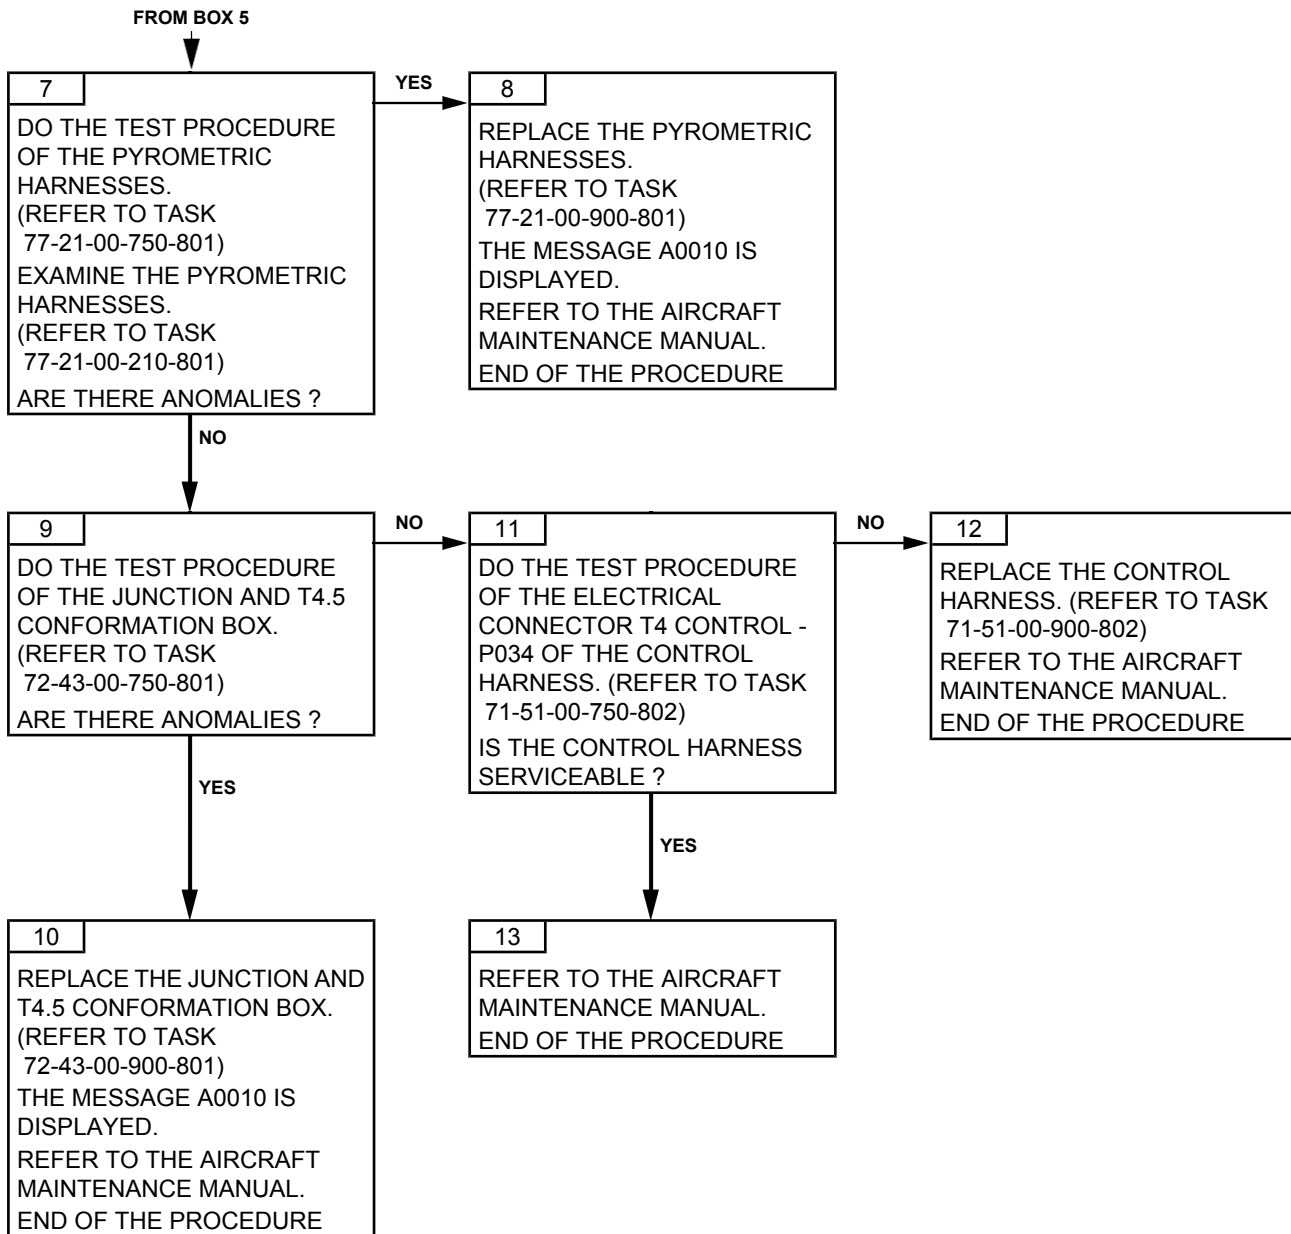 FROM BOX 5
7
DO THE TEST PROCEDURE
OF THE PYROMETRIC
HARNESSES.
(REFER TO TASK
77-21-00-750-801)
EXAMINE THE PYROMETRIC
HARNESSES.
(REFER TO TASK
77-21-00-210-801)
ARE THERE ANOMALIES ?
YES
8
REPLACE THE PYROMETRIC
HARNESSES.
(REFER TO TASK
77-21-00-900-801)
THE MESSAGE A0010 IS
DISPLAYED.
REFER TO THE AIRCRAFT
MAINTENANCE MANUAL.
END OF THE PROCEDURE
NO
9
DO THE TEST PROCEDURE
OF THE JUNCTION AND T4.5
CONFORMATION BOX.
(REFER TO TASK
72-43-00-750-801)
ARE THERE ANOMALIES ?
NO
11
DO THE TEST PROCEDURE
OF THE ELECTRICAL
CONNECTOR T4 CONTROL -
P034 OF THE CONTROL
HARNESS. (REFER TO TASK
71-51-00-750-802)
IS THE CONTROL HARNESS
SERVICEABLE ?
NO
12
REPLACE THE CONTROL
HARNESS. (REFER TO TASK
71-51-00-900-802)
REFER TO THE AIRCRAFT
MAINTENANCE MANUAL.
END OF THE PROCEDURE
YES
YES
10
REPLACE THE JUNCTION AND
T4.5 CONFORMATION BOX.
(REFER TO TASK
72-43-00-900-801)
THE MESSAGE A0010 IS
DISPLAYED.
REFER TO THE AIRCRAFT
MAINTENANCE MANUAL.
END OF THE PROCEDURE
13
REFER TO THE AIRCRAFT
MAINTENANCE MANUAL.
END OF THE PROCEDURE